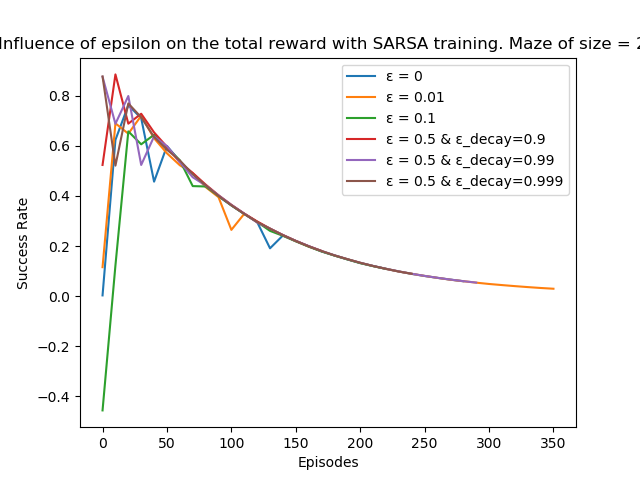 Influence of epsilon on the total reward with SARSA training. Maze of size = 2
ε = 0
ε = 0.01
ε = 0.1
ε = 0.5 & ε_decay=0.9
ε = 0.5 & ε_decay=0.99
ε = 0.5 & ε_decay=0.999
Success Rate
0.8
0.6
0.4
0.2
0.0
−0.2
−0.4
0 50 100 150 200 250 300 350
Episodes